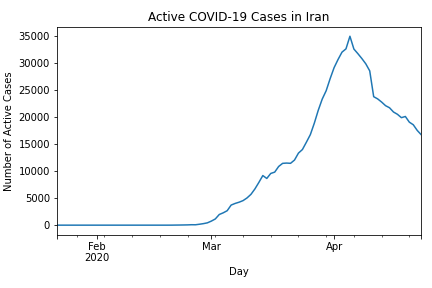 Active COVID-19 Cases in Iran
Number of Active Cases
35000
30000
25000
20000
15000
10000
5000
0
Feb
2020
Mar
Apr
Day